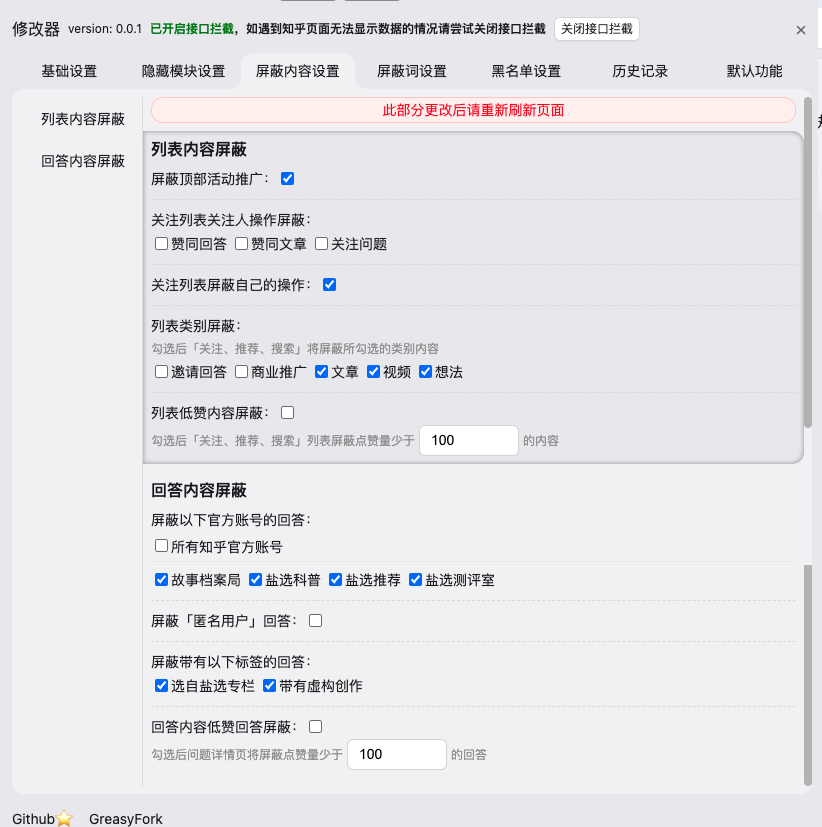 修改器 version: 0.0.1 已开启接口拦截，如遇到知乎页面无法显示数据的情况请尝试关闭接口拦截 关闭接口拦截 ×
基础设置 隐藏模块设置 屏蔽内容设置 屏蔽词设置 黑名单设置 历史记录 默认功能
列表内容屏蔽
回答内容屏蔽
此部分更改后请重新刷新页面
列表内容屏蔽
屏蔽顶部活动推广：
关注列表关注人操作屏蔽：
赞同回答 赞同文章 关注问题
关注列表屏蔽自己的操作：
列表类别屏蔽：
勾选后「关注、推荐、搜索」将屏蔽所勾选的类别内容
邀请回答 商业推广 文章 视频 想法
列表低赞内容屏蔽：
勾选后「关注、推荐、搜索」列表屏蔽点赞量少于 100 的内容
回答内容屏蔽
屏蔽以下官方账号的回答：
所有知乎官方账号
故事档案局 盐选科普 盐选推荐 盐选测评室
屏蔽「匿名用户」回答：
屏蔽带有以下标签的回答：
选自盐选专栏 带有虚构创作
回答内容低赞回答屏蔽：
勾选后问题详情页将屏蔽点赞量少于 100 的回答
Github⭐ GreasyFork